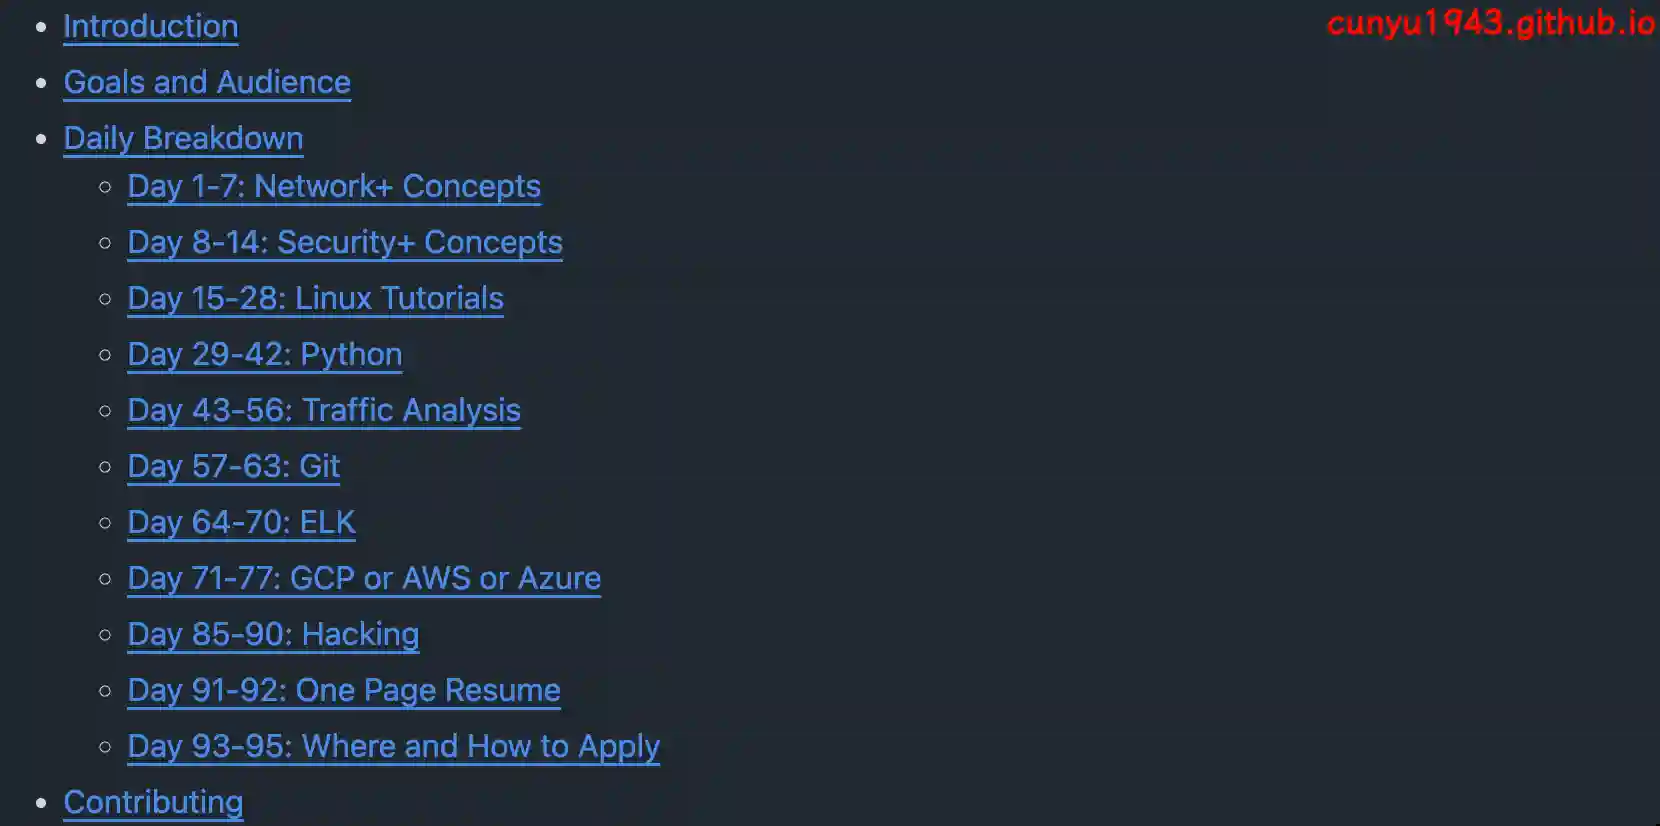 Introduction
cunyu1943.github.io
Goals and Audience
Daily Breakdown
Day 1-7: Network+ Concepts
Day 8-14: Security+ Concepts
Day 15-28: Linux Tutorials
Day 29-42: Python
Day 43-56: Traffic Analysis
Day 57-63: Git
Day 64-70: ELK
Day 71-77: GCP or AWS or Azure
Day 85-90: Hacking
Day 91-92: One Page Resume
Day 93-95: Where and How to Apply
Contributing